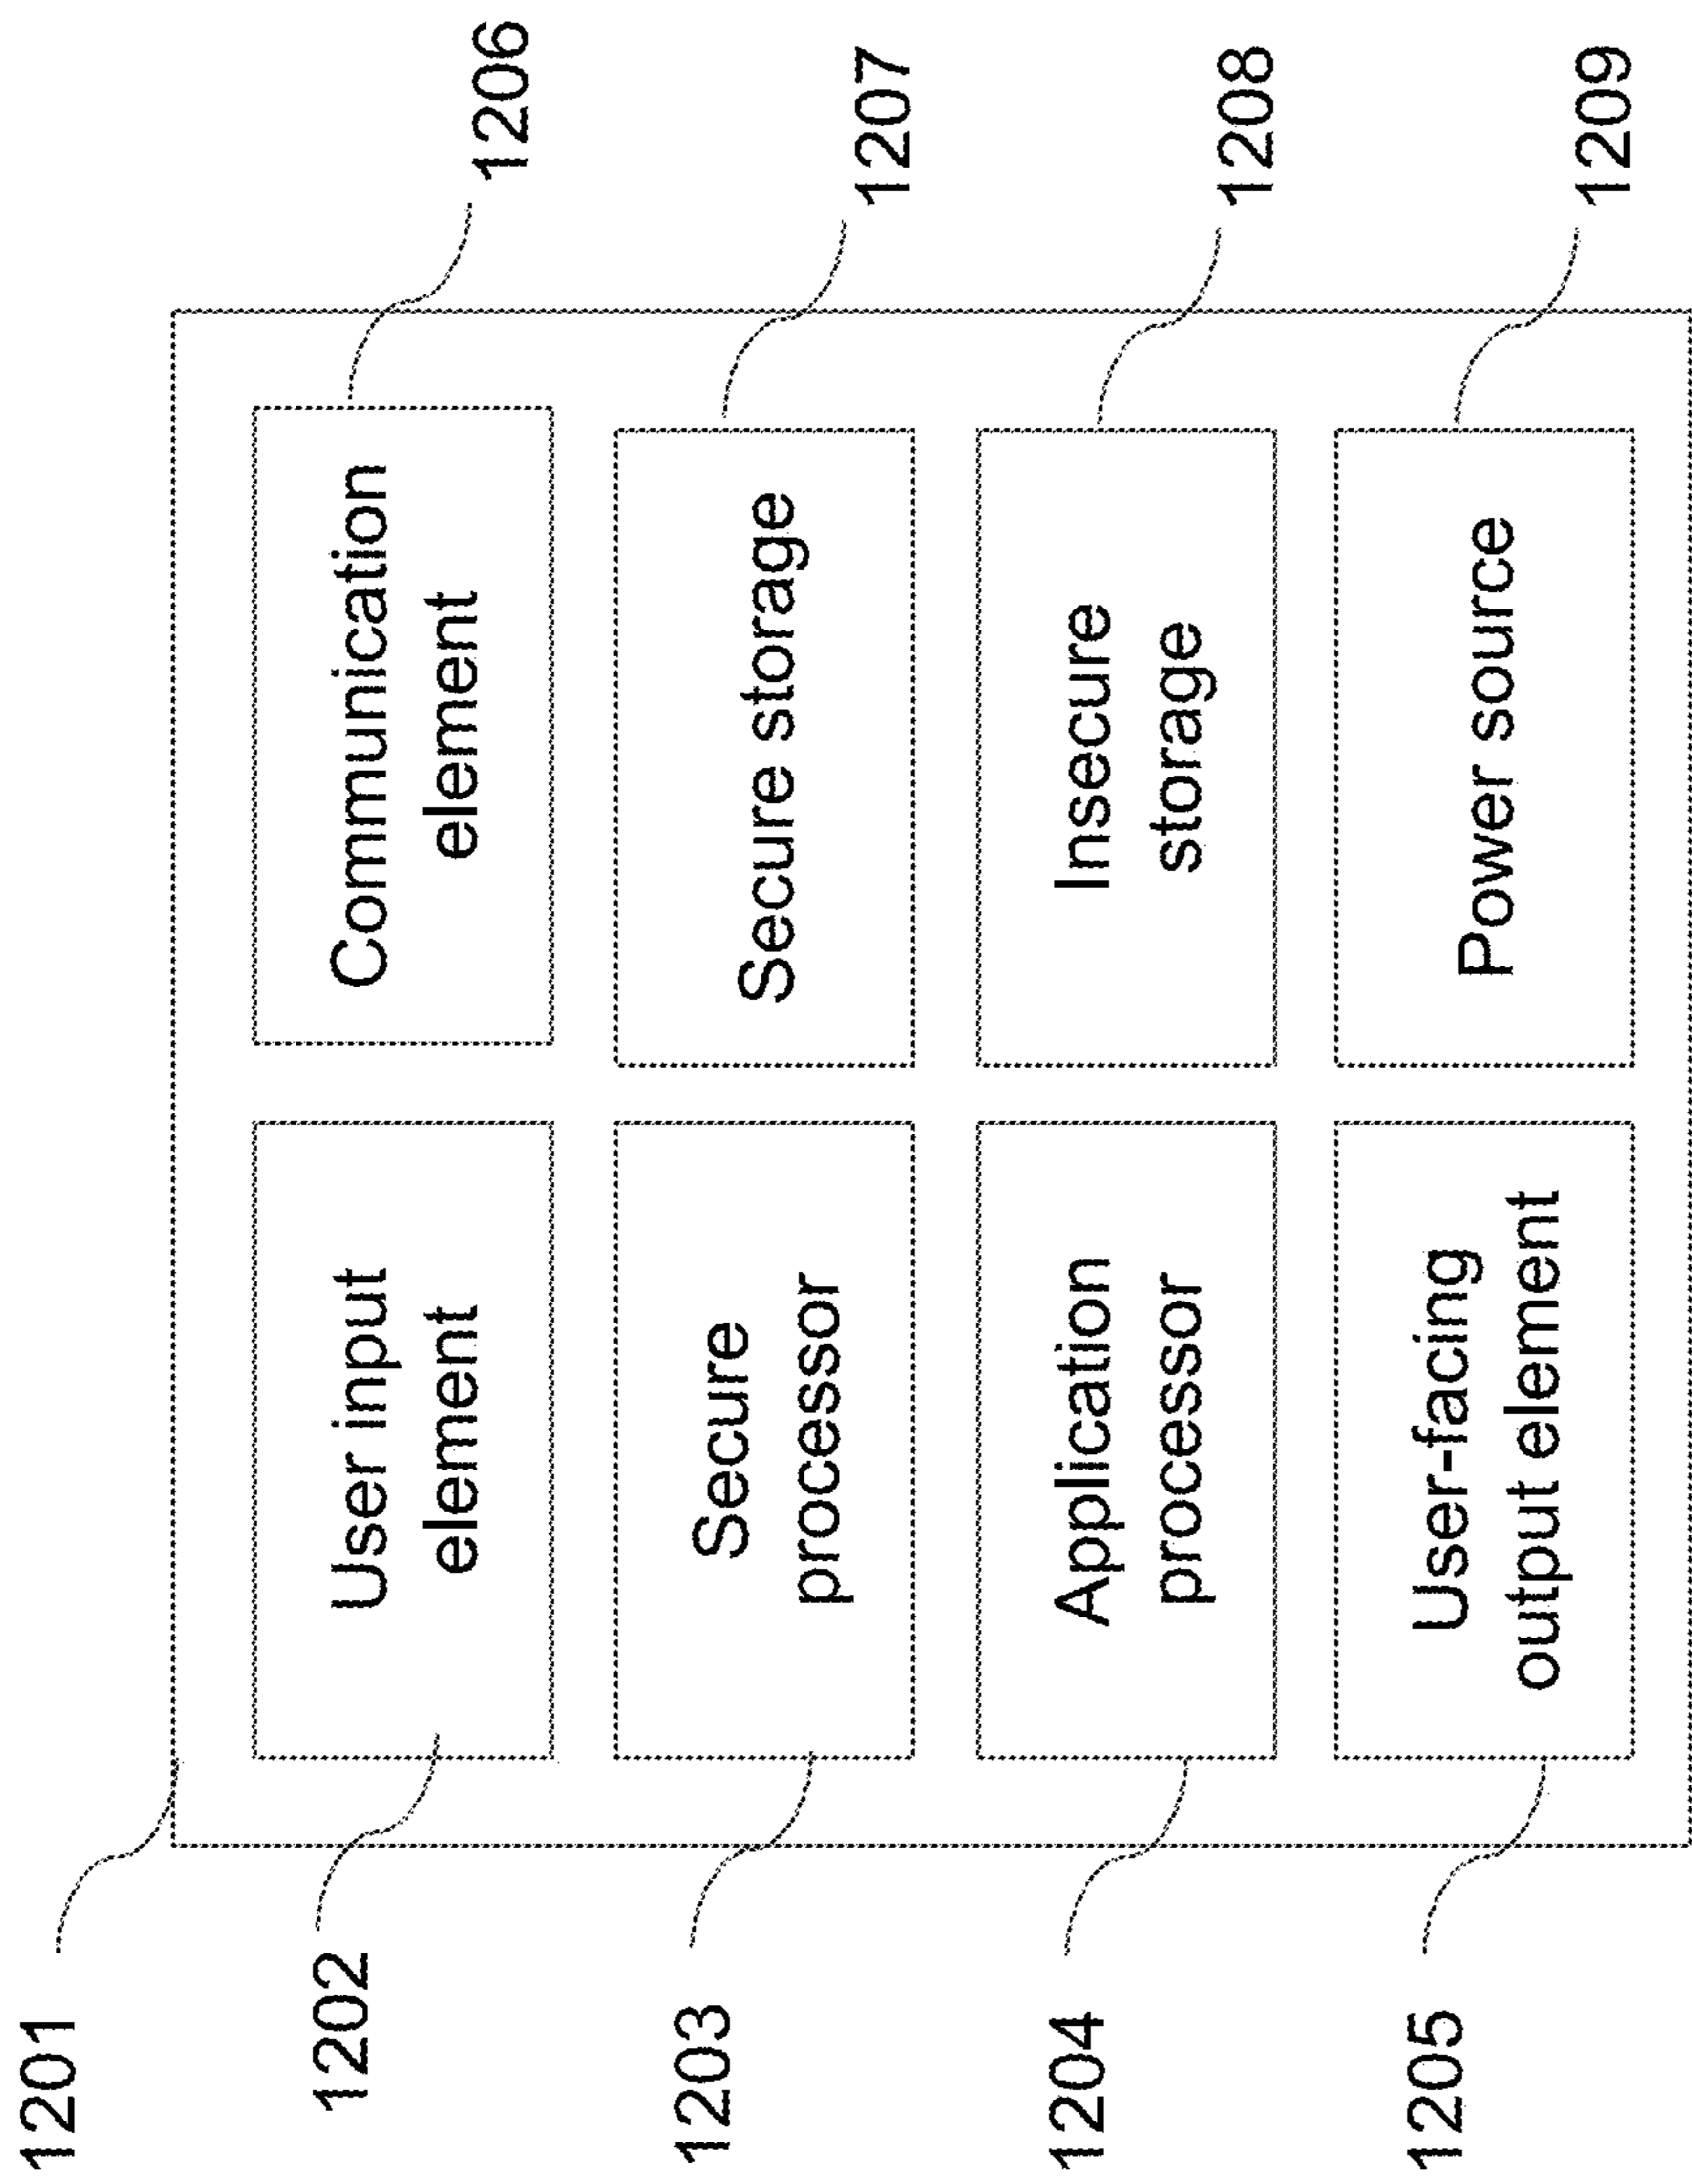 1201
1202
User input
element
Communication
element
1206
1203
Secure
processor
Secure storage
1207
1204
Application
processor
Insecure
storage
1208
1205
User-facing
output element
Power source
1209